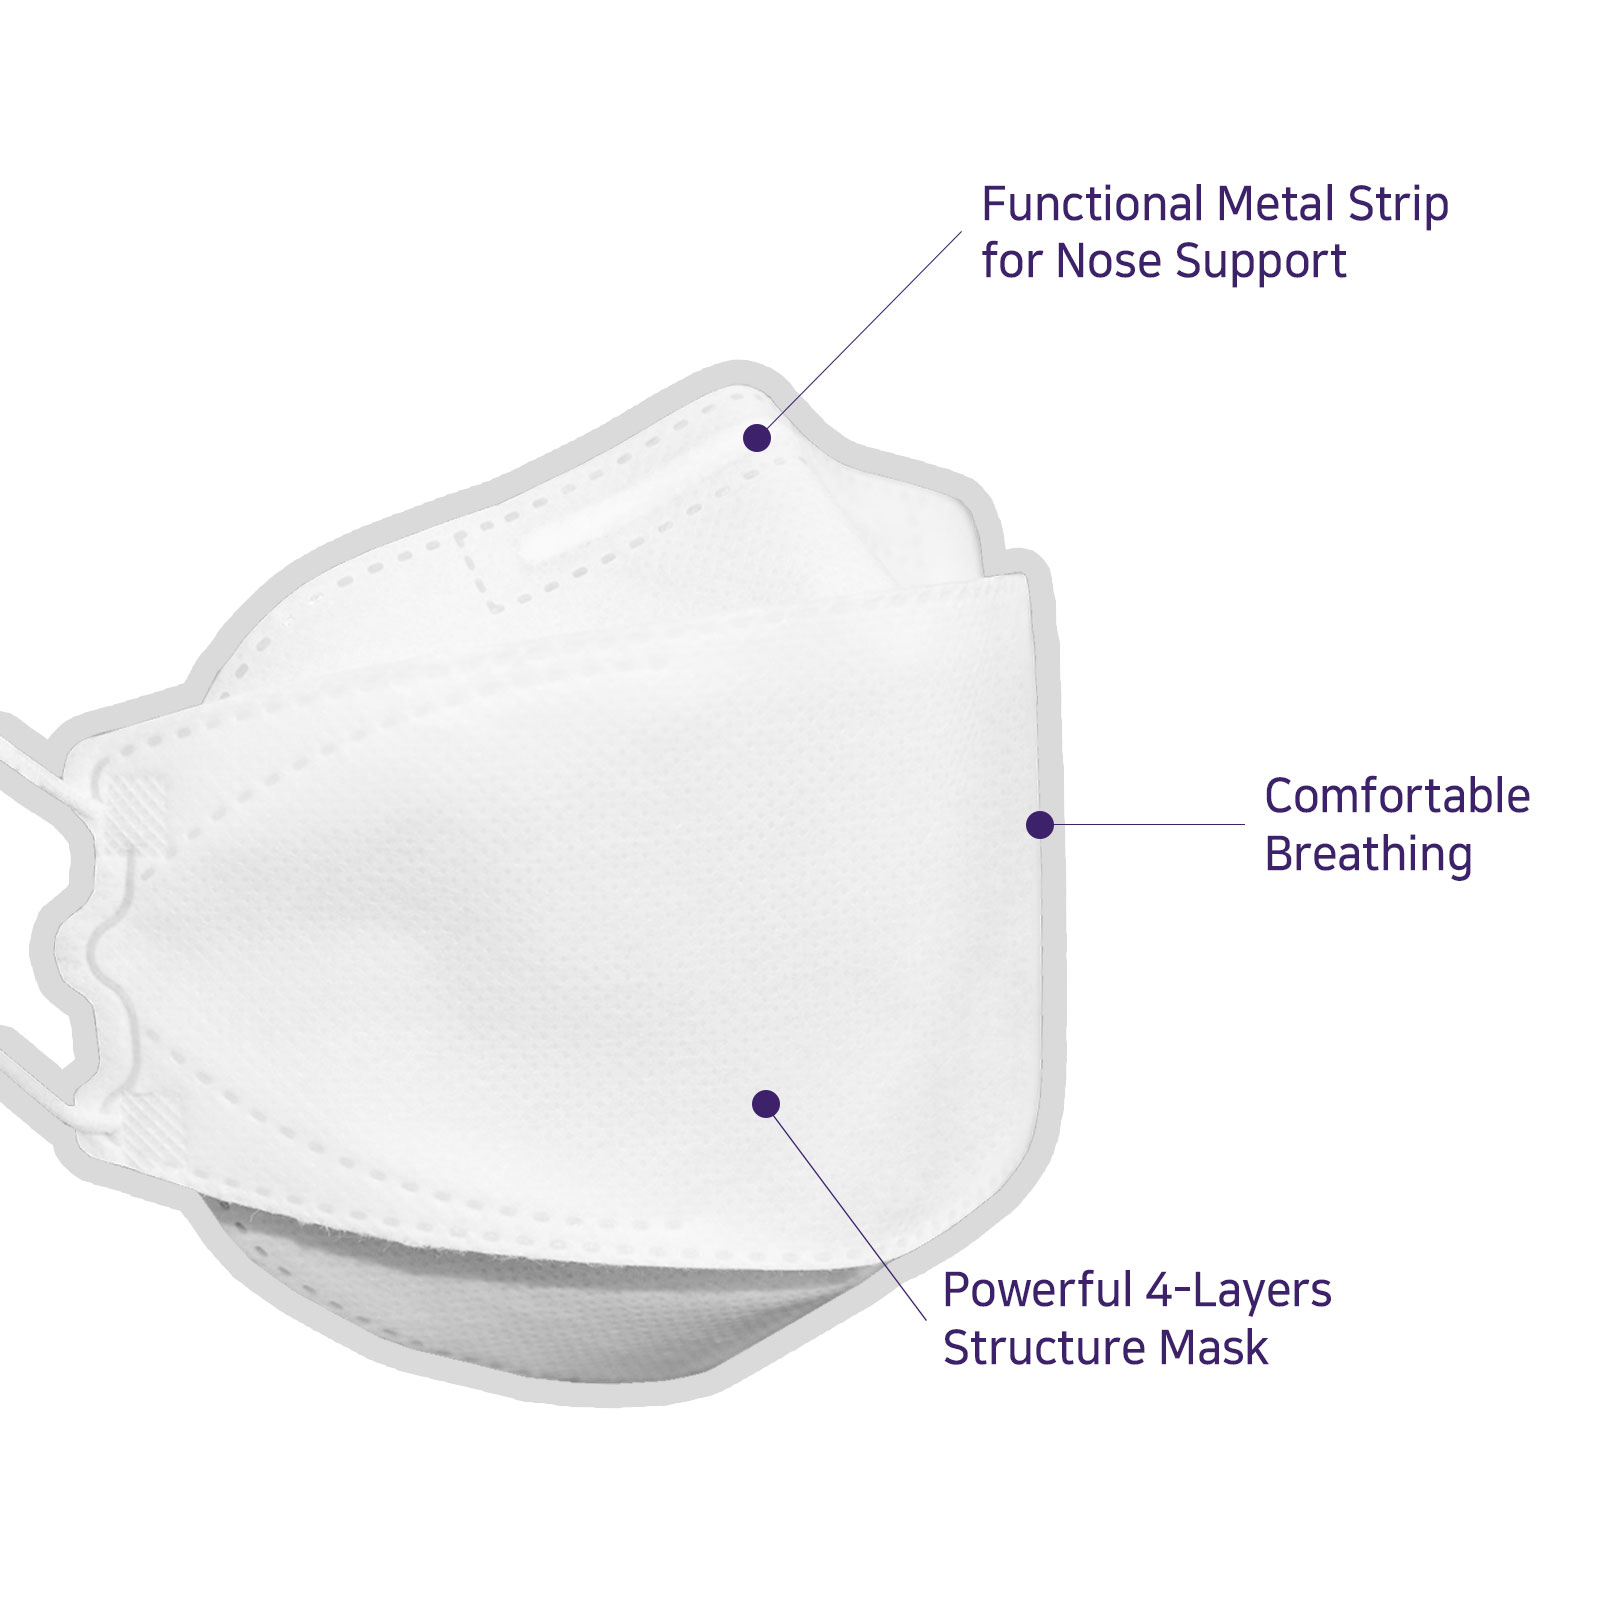 Functional Metal Strip
for Nose Support
Comfortable
Breathing
Powerful 4-Layers
Structure Mask